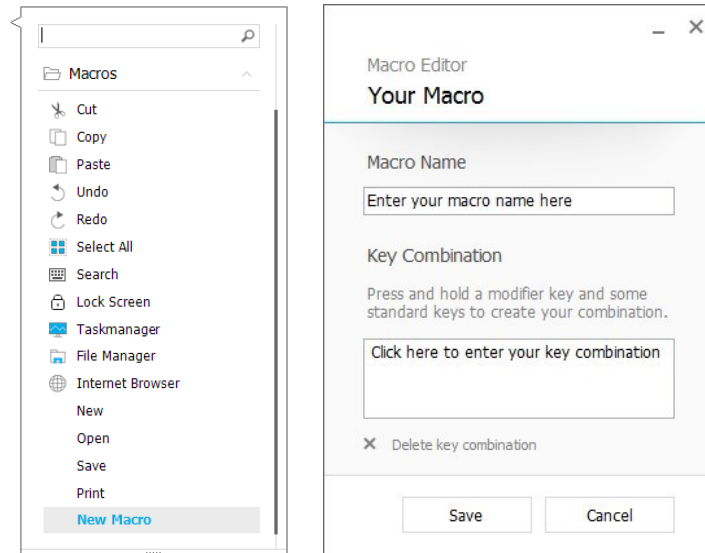 Macros
Cut
Copy
Paste
Undo
Redo
Select All
Search
Lock Screen
Taskmanager
File Manager
Internet Browser
New
Open
Save
Print
New Macro
Macro Editor
Your Macro
Macro Name
Enter your macro name here
Key Combination
Press and hold a modifier key and some
standard keys to create your combination.
Click here to enter your key combination
Delete key combination
Save
Cancel